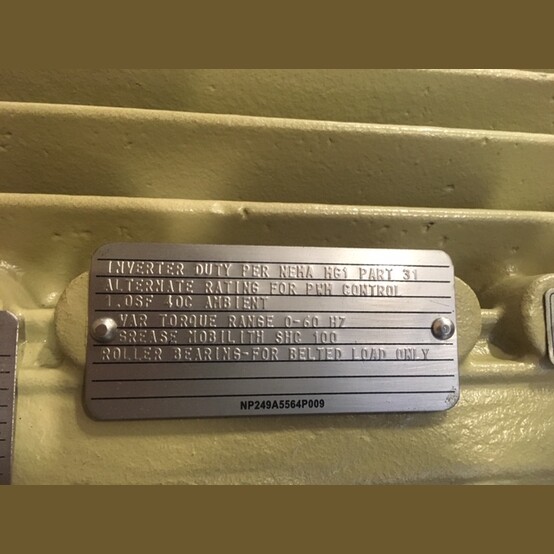 INVERTER DUTY PER NEMA MG1 PART 31
ALTERNATE RATING FOR PWM CONTROL
1.0SF 40C AMBIENT
VAR TORQUE RANGE 0-60 HZ
GREASE MOBILITH SHC 100
ROLLER BEARING-FOR BELTED LOAD ONLY
NP249A5564P009